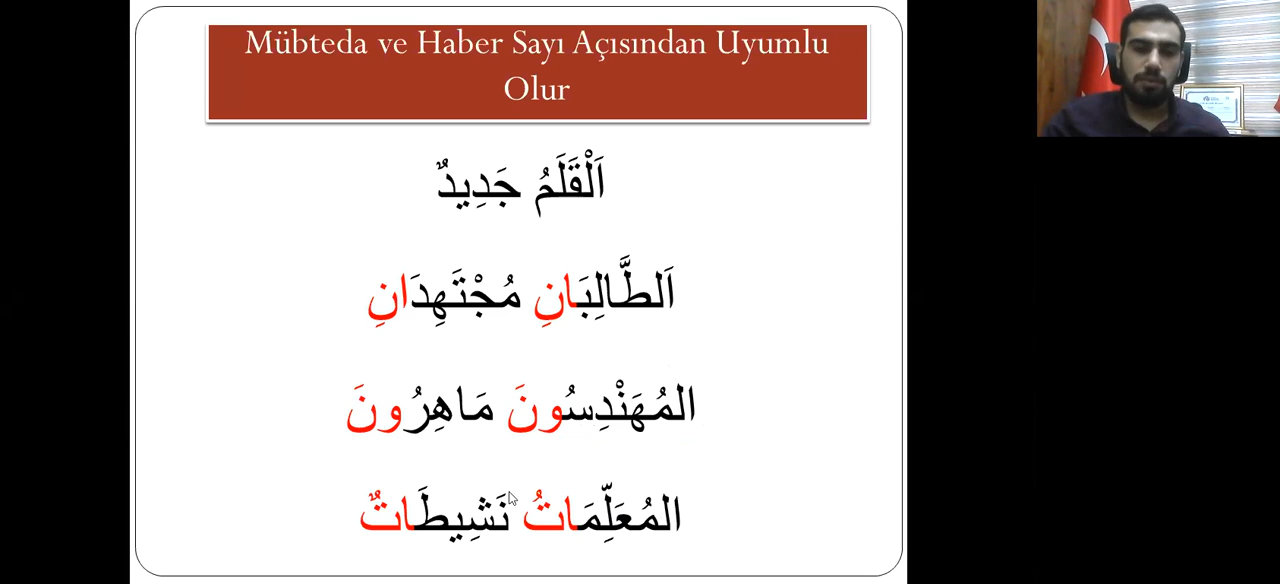 Mübteda ve Haber Sayı Açısından Uyumlu
Olur
اَلْقَلَمُ جَدِيدٌ
اَلطَّالِبَانِ مُجْتَهِدَانِ
المُهَنْدِسُونَ مَاهِرُونَ
المُعَلِّمَاتُ نَشِيطَاتٌ